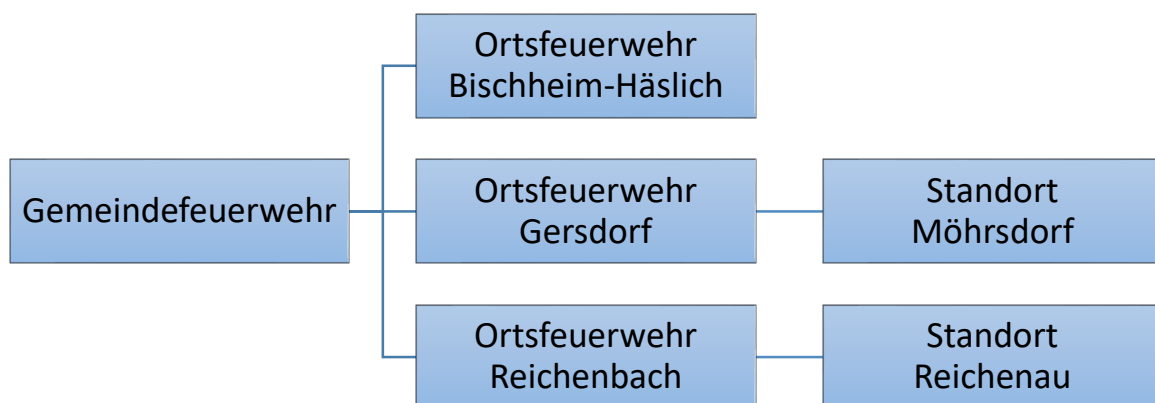 Ortsfeuerwehr
Bischheim-Häslich
Gemeindefeuerwehr
Ortsfeuerwehr
Gersdorf
Standort
Möhrsdorf
Ortsfeuerwehr
Reichenbach
Standort
Reichenau